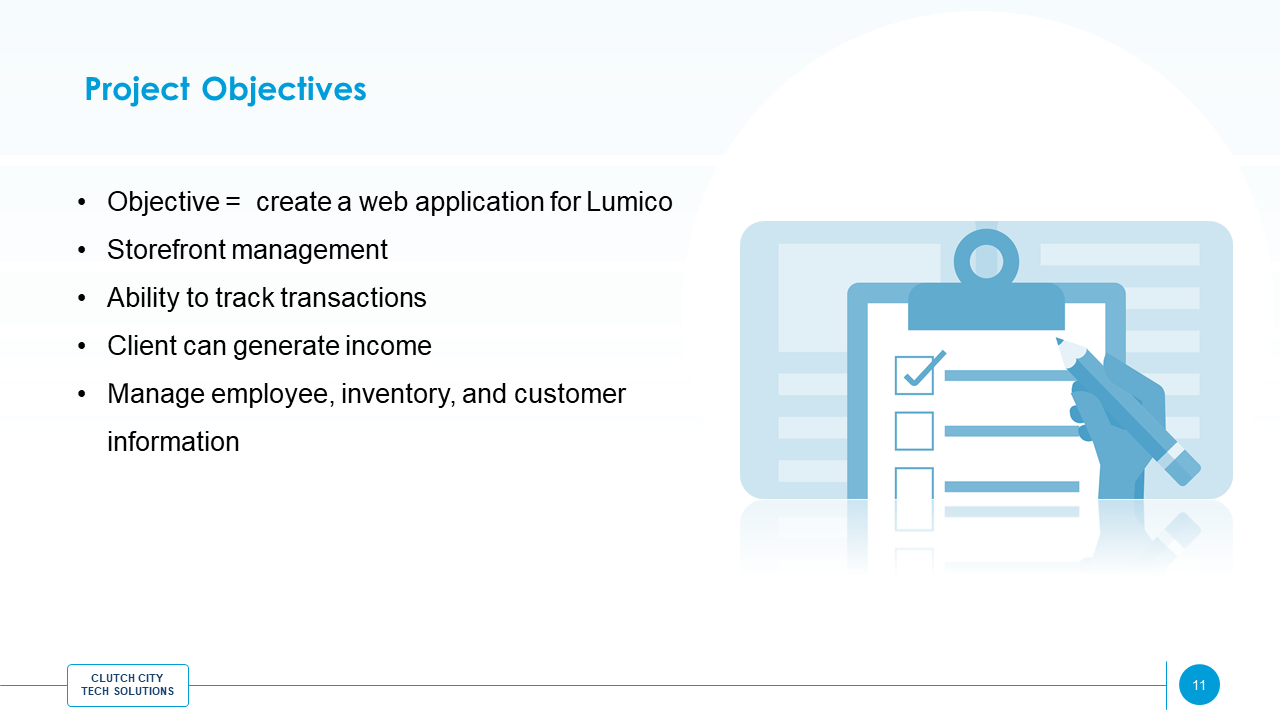 Project Objectives
• Objective =  create a web application for Lumico
• Storefront management
• Ability to track transactions
• Client can generate income
• Manage employee, inventory, and customer
information
CLUTCH CITY
TECH SOLUTIONS
11